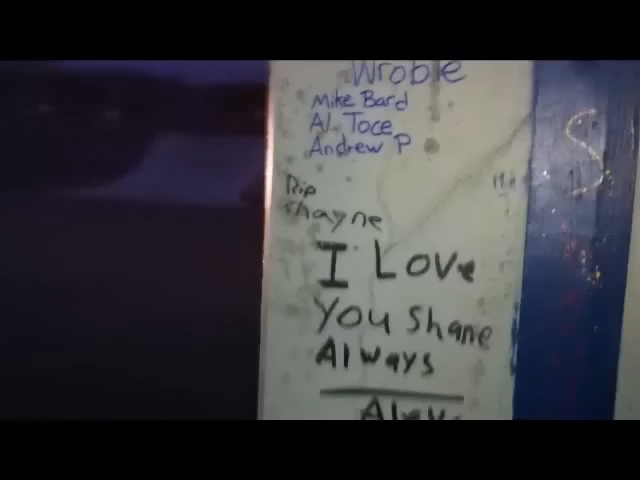 Wroble
Mike Bard
Al Toce
Andrew P
Rip
Shayne
I Love
You Shane
Always
S